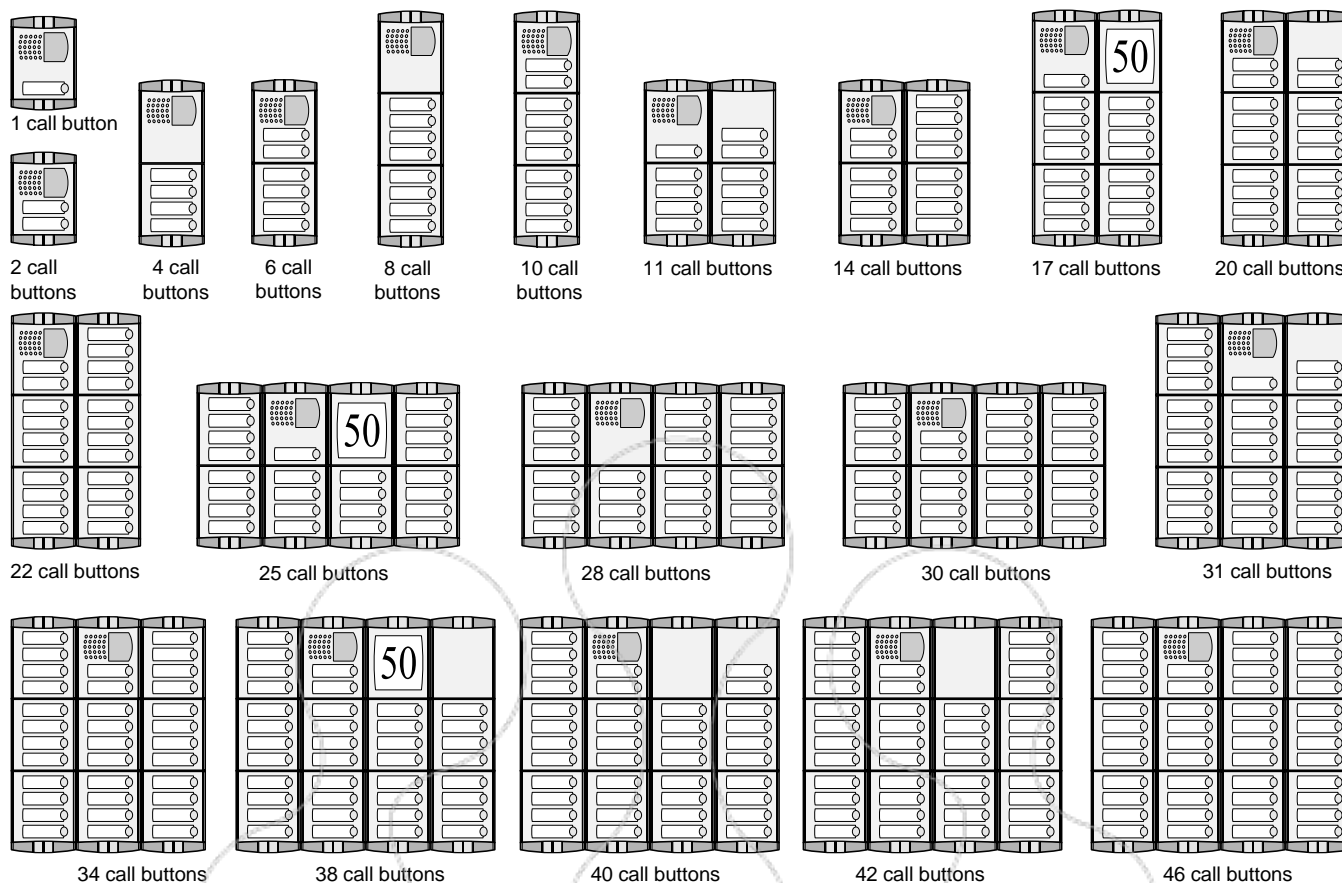 50
1 call button
2 call
buttons
4 call
buttons
6 call
buttons
8 call
buttons
10 call
buttons
11 call buttons
14 call buttons
17 call buttons
20 call buttons
50
22 call buttons
25 call buttons
28 call buttons
30 call buttons
31 call buttons
50
34 call buttons
38 call buttons
40 call buttons
42 call buttons
46 call buttons